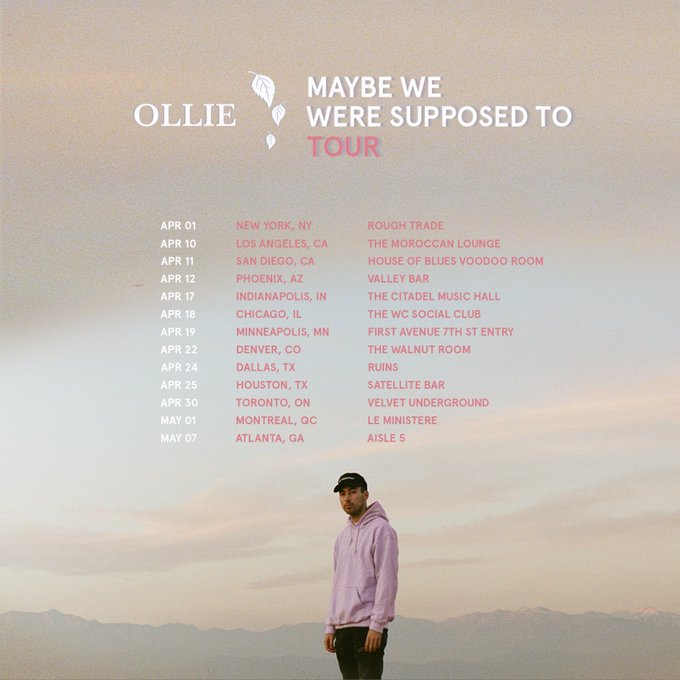 OLLIE
MAYBE WE
WERE SUPPOSED TO
TOUR
APR 01 NEW YORK, NY ROUGH TRADE
APR 10 LOS ANGELES, CA THE MOROCCAN LOUNGE
APR 11 SAN DIEGO, CA HOUSE OF BLUES VOODOO ROOM
APR 12 PHOENIX, AZ VALLEY BAR
APR 17 INDIANAPOLIS, IN THE CITADEL MUSIC HALL
APR 18 CHICAGO, IL THE WC SOCIAL CLUB
APR 19 MINNEAPOLIS, MN FIRST AVENUE 7TH ST ENTRY
APR 22 DENVER, CO THE WALNUT ROOM
APR 24 DALLAS, TX RUINS
APR 25 HOUSTON, TX SATELLITE BAR
APR 30 TORONTO, ON VELVET UNDERGROUND
MAY 01 MONTREAL, QC LE MINISTERE
MAY 07 ATLANTA, GA AISLE 5